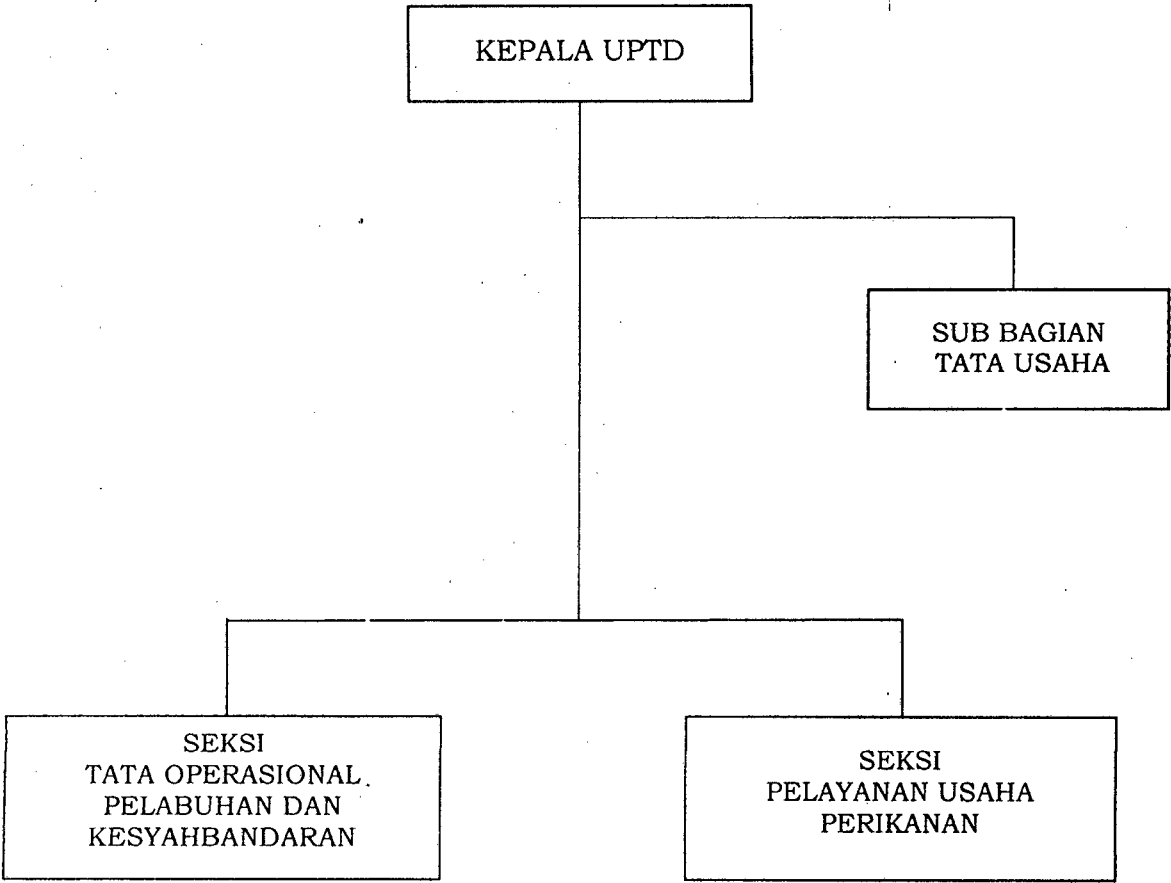 KEPALA UPTD
SUB BAGIAN
TATA USAHA
SEKSI
TATA OPERASIONAL
PELABUHAN DAN
KESYAHBANDARAN
SEKSI
PELAYANAN USAHA
PERIKANAN